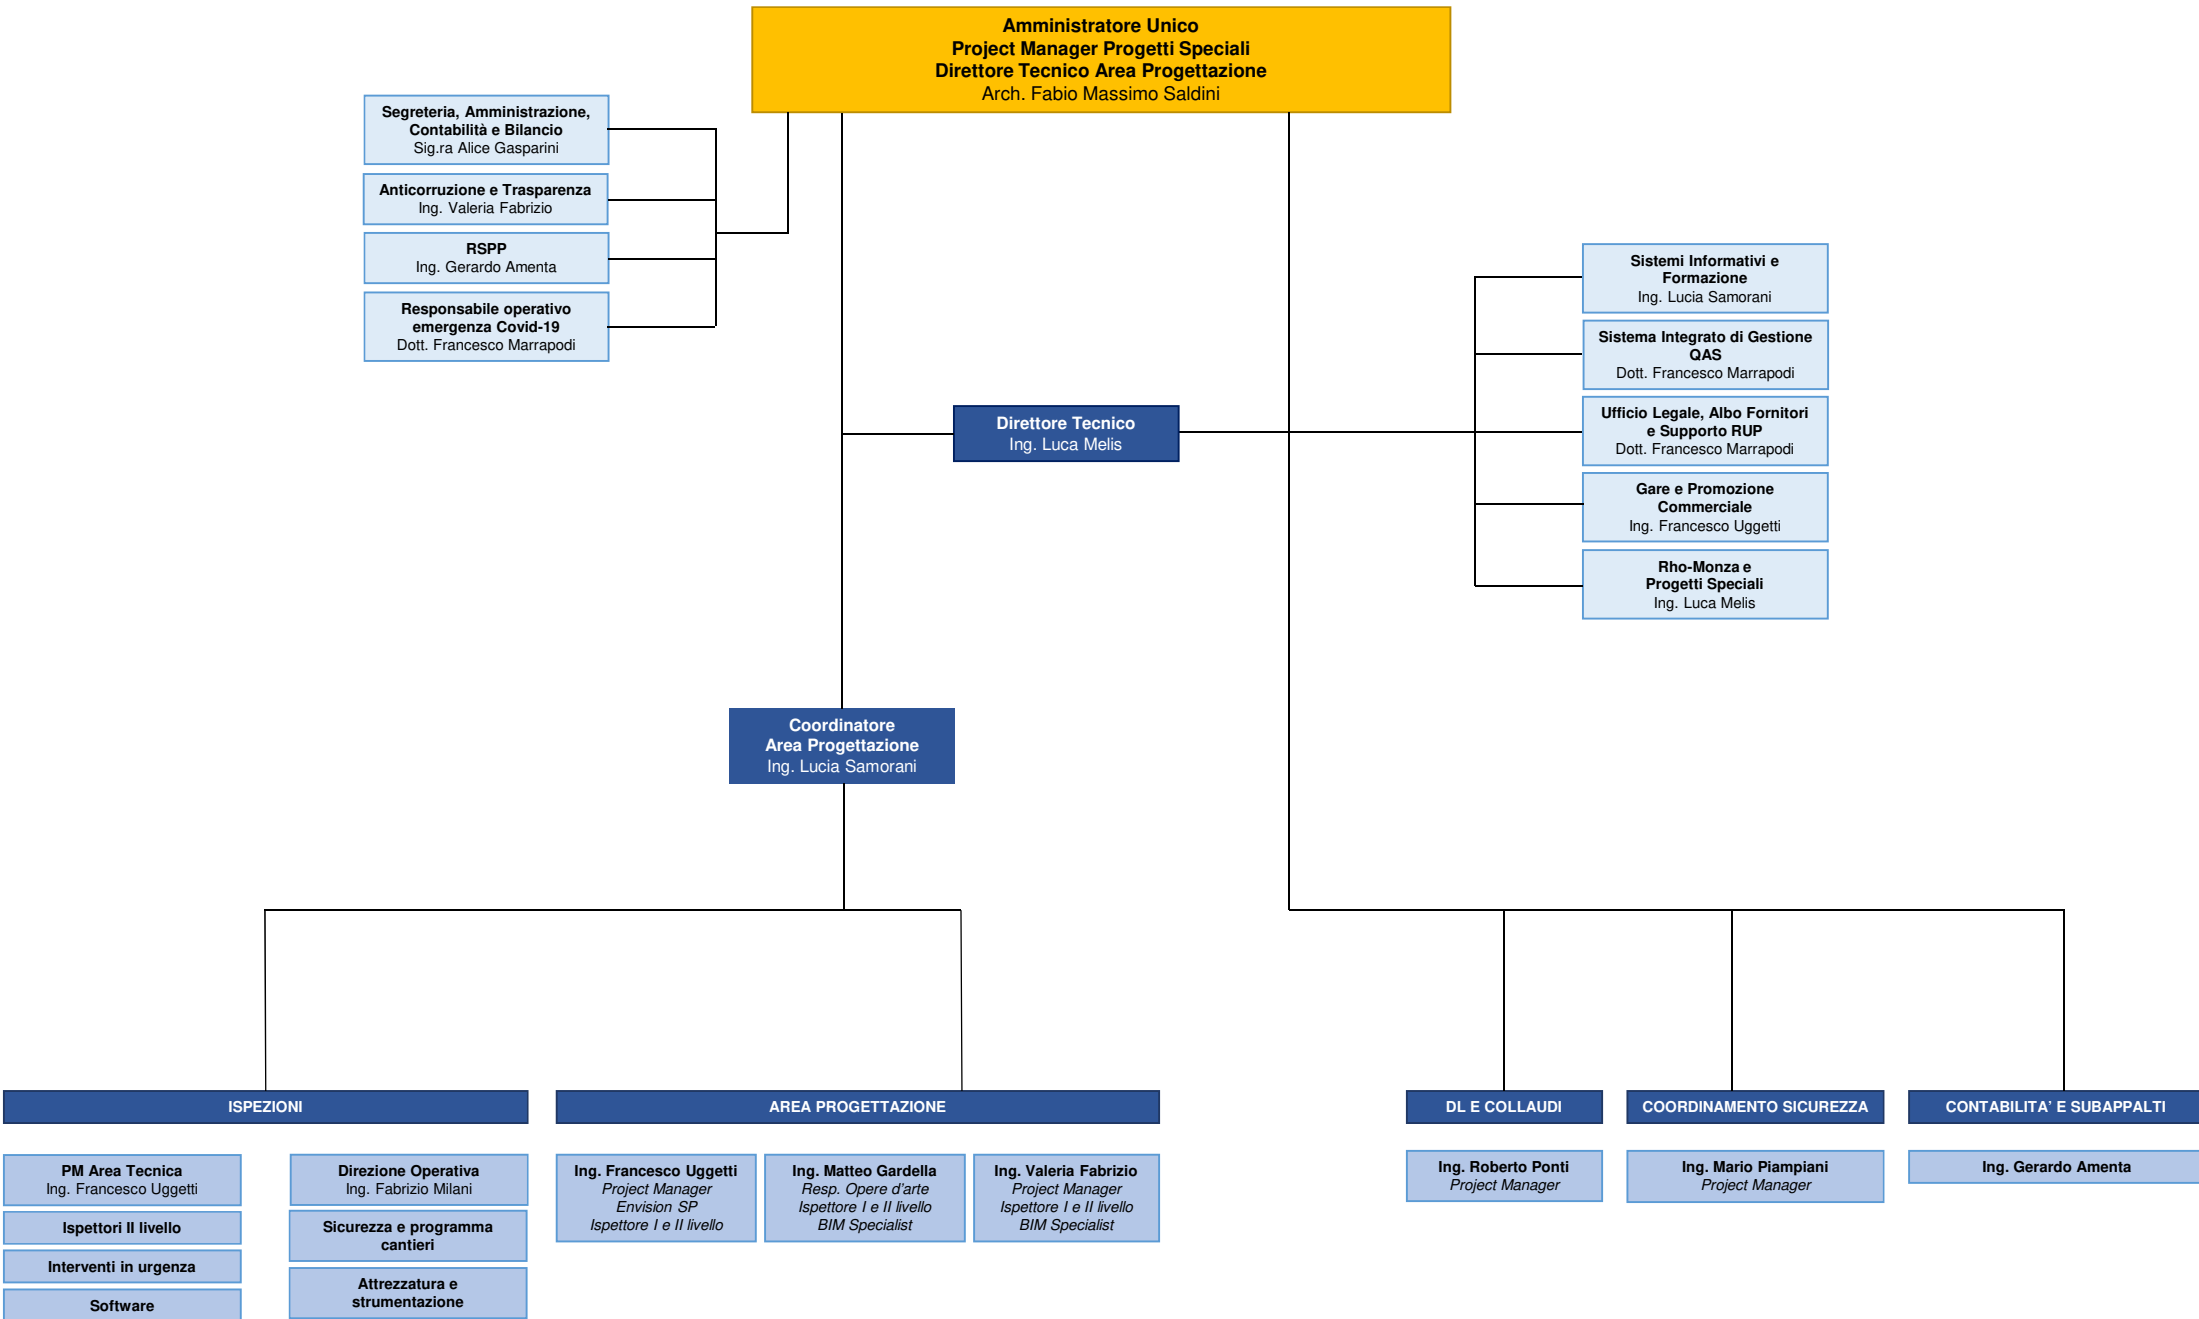 Amministratore Unico
Project Manager Progetti Speciali
Direttore Tecnico Area Progettazione
Arch. Fabio Massimo Saldini
Segreteria, Amministrazione,
Contabilità e Bilancio
Sig.ra Alice Gasparini
Anticorruzione e Trasparenza
Ing. Valeria Fabrizio
RSPP
Ing. Gerardo Amenta
Responsabile operativo
emergenza Covid-19
Dott. Francesco Marrapodi
Sistemi Informativi e
Formazione
Ing. Lucia Samorani
Sistema Integrato di Gestione
QAS
Dott. Francesco Marrapodi
Ufficio Legale, Albo Fornitori
e Supporto RUP
Dott. Francesco Marrapodi
Gare e Promozione
Commerciale
Ing. Francesco Uggetti
Rho-Monza e
Progetti Speciali
Ing. Luca Melis
Direttore Tecnico
Ing. Luca Melis
Coordinatore
Area Progettazione
Ing. Lucia Samorani
ISPEZIONI
PM Area Tecnica
Ing. Francesco Uggetti
Ispettori II livello
Interventi in urgenza
Software
Direzione Operativa
Ing. Fabrizio Milani
Sicurezza e programma
cantieri
Attrezzatura e
strumentazione
AREA PROGETTAZIONE
Ing. Francesco Uggetti
Project Manager
Envision SP
Ispettore I e II livello
Ing. Matteo Gardella
Resp. Opere d'arte
Ispettore I e II livello
BIM Specialist
Ing. Valeria Fabrizio
Project Manager
Ispettore I e II livello
BIM Specialist
DL E COLLAUDI
Ing. Roberto Ponti
Project Manager
COORDINAMENTO SICUREZZA
Ing. Mario Piampiani
Project Manager
CONTABILITA' E SUBAPPALTI
Ing. Gerardo Amenta